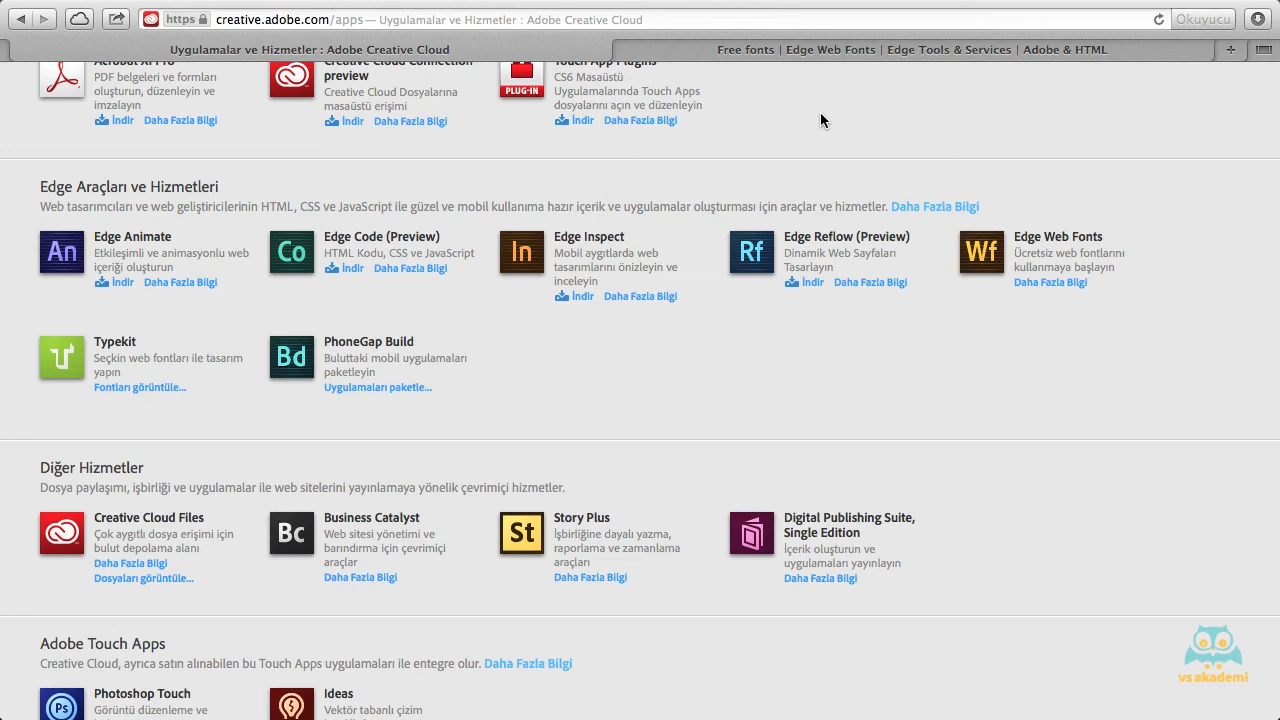 https creative.adobe.com/apps — Uygulamalar ve Hizmetler : Adobe Creative Cloud Okuyucu
Uygulamalar ve Hizmetler : Adobe Creative Cloud
Free fonts | Edge Web Fonts | Edge Tools & Services | Adobe & HTML
Acrobat XI Pro
PDF belgeleri ve formları
oluşturun, düzenleyin ve
imzalayın
İndir Daha Fazla Bilgi
Creative Cloud Connection
preview
Creative Cloud Dosyalarına
masaüstü erişimi
İndir Daha Fazla Bilgi
PLUG-IN
Touch App Plugins
CS6 Masaüstü
Uygulamalarında Touch Apps
dosyalarını açın ve düzenleyin
İndir Daha Fazla Bilgi
Edge Araçları ve Hizmetleri
Web tasarımcıları ve web geliştiricilerinin HTML, CSS ve JavaScript ile güzel ve mobil kullanıma hazır içerik ve uygulamalar oluşturması için araçlar ve hizmetler. Daha Fazla Bilgi
An
Edge Animate
Etkileşimli ve animasyonlu web
içeriği oluşturun
İndir Daha Fazla Bilgi
Co
Edge Code (Preview)
HTML Kodu, CSS ve JavaScript
İndir Daha Fazla Bilgi
In
Edge Inspect
Mobil aygıtlarda web
tasarımlarını önizleyin ve
inceleyin
İndir Daha Fazla Bilgi
Rf
Edge Reflow (Preview)
Dinamik Web Sayfaları
Tasarlayın
İndir Daha Fazla Bilgi
Wf
Edge Web Fonts
Ücretsiz web fontlarını
kullanmaya başlayın
Daha Fazla Bilgi
Typekit
Seçkin web fontları ile tasarım
yapın
Fontları görüntüle...
Bd
PhoneGap Build
Buluttaki mobil uygulamaları
paketleyin
Uygulamaları paketle...
Diğer Hizmetler
Dosya paylaşımı, işbirliği ve uygulamalar ile web sitelerini yayınlamaya yönelik çevrimiçi hizmetler.
Creative Cloud Files
Çok aygıtlı dosya erişimi için
bulut depolama alanı
Daha Fazla Bilgi
Dosyaları görüntüle...
Bc
Business Catalyst
Web sitesi yönetimi ve
barındırma için çevrimiçi
araçlar
Daha Fazla Bilgi
St
Story Plus
İşbirliğine dayalı yazma,
raporlama ve zamanlama
araçları
Daha Fazla Bilgi
Digital Publishing Suite,
Single Edition
İçerik oluşturun ve
uygulamaları yayınlayın
Daha Fazla Bilgi
Adobe Touch Apps
Creative Cloud, ayrıca satın alınabilen bu Touch Apps uygulamaları ile entegre olur. Daha Fazla Bilgi
Ps
Photoshop Touch
Görüntü düzenleme ve
Ideas
Vektör tabanlı çizim
vsakademi